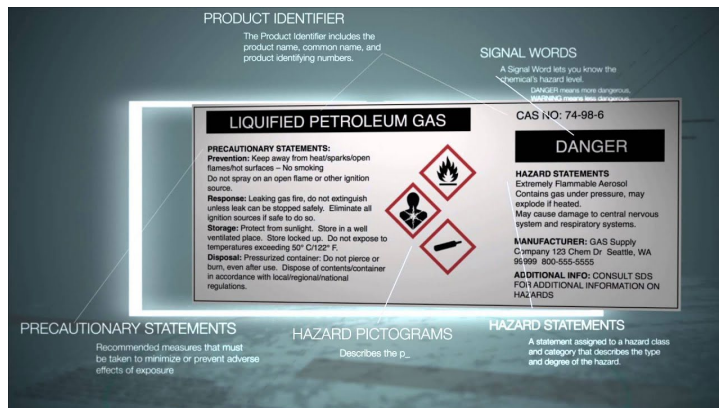 PRODUCT IDENTIFIER
The Product Identifier includes the
product name, common name, and
product identifying numbers.
SIGNAL WORDS
A Signal Word lets you know the
chemical's hazard level.
DANGER means more dangerous,
WARNING means less dangerous
LIQUIFIED PETROLEUM GAS
PRECAUTIONARY STATEMENTS:
Prevention: Keep away from heat/sparks/open
flames/hot surfaces – No smoking
Do not spray on an open flame or other ignition
source.
Response: Leaking gas fire, do not extinguish
unless leak can be stopped safely. Eliminate all
ignition sources if safe to do so.
Storage: Protect from sunlight. Store in a well
ventilated place. Store locked up. Do not expose to
temperatures exceeding 50° C/122° F.
Disposal: Pressurized container: Do not pierce or
burn, even after use. Dispose of contents/container
in accordance with local/regional/national
regulations.
CAS NO: 74-98-6
DANGER
HAZARD STATEMENTS
Extremely Flammable Aerosol
Contains gas under pressure, may
explode if heated.
May cause damage to central nervous
system and respiratory systems.
MANUFACTURER: GAS Supply
Company 123 Chem Dr Seattle, WA
99999 800-555-5555
ADDITIONAL INFO: CONSULT SDS
FOR ADDITIONAL INFORMATION ON
HAZARDS
PRECAUTIONARY STATEMENTS
Recommended measures that must
be taken to minimize or prevent adverse
effects of exposure
HAZARD PICTOGRAMS
Describes the p_
HAZARD STATEMENTS
A statement assigned to a hazard class
and category that describes the type
and degree of the hazard.